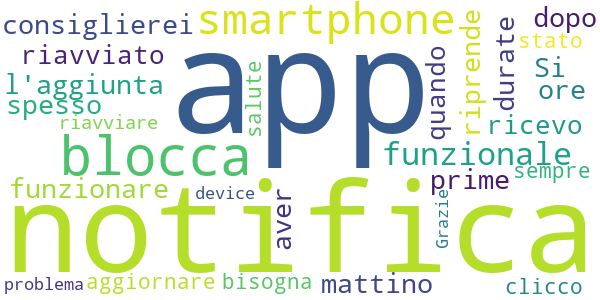 consiglierei
smartphone
dopo
riavviato
app
quando
riprende
durate
stato
l'aggiunta
salute
Si
ore
spesso
riavviare
ricevo
blocca
funzionale
sempre
funzionare
prime
notifica
device
aver
Grazie
problema
aggiornare
bisogna
mattino
clicco